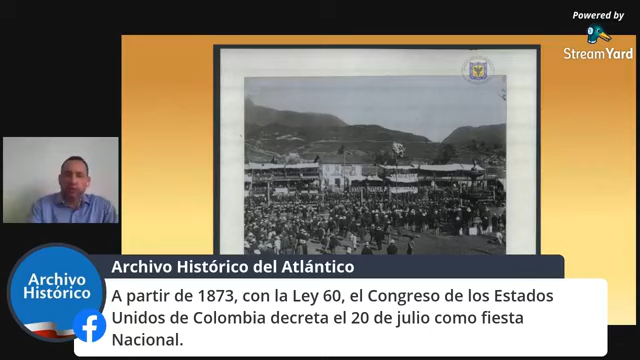 Powered by
StreamYard
Archivo
Histórico
Archivo Histórico del Atlántico
A partir de 1873, con la Ley 60, el Congreso de los Estados
Unidos de Colombia decreta el 20 de julio como fiesta
Nacional.